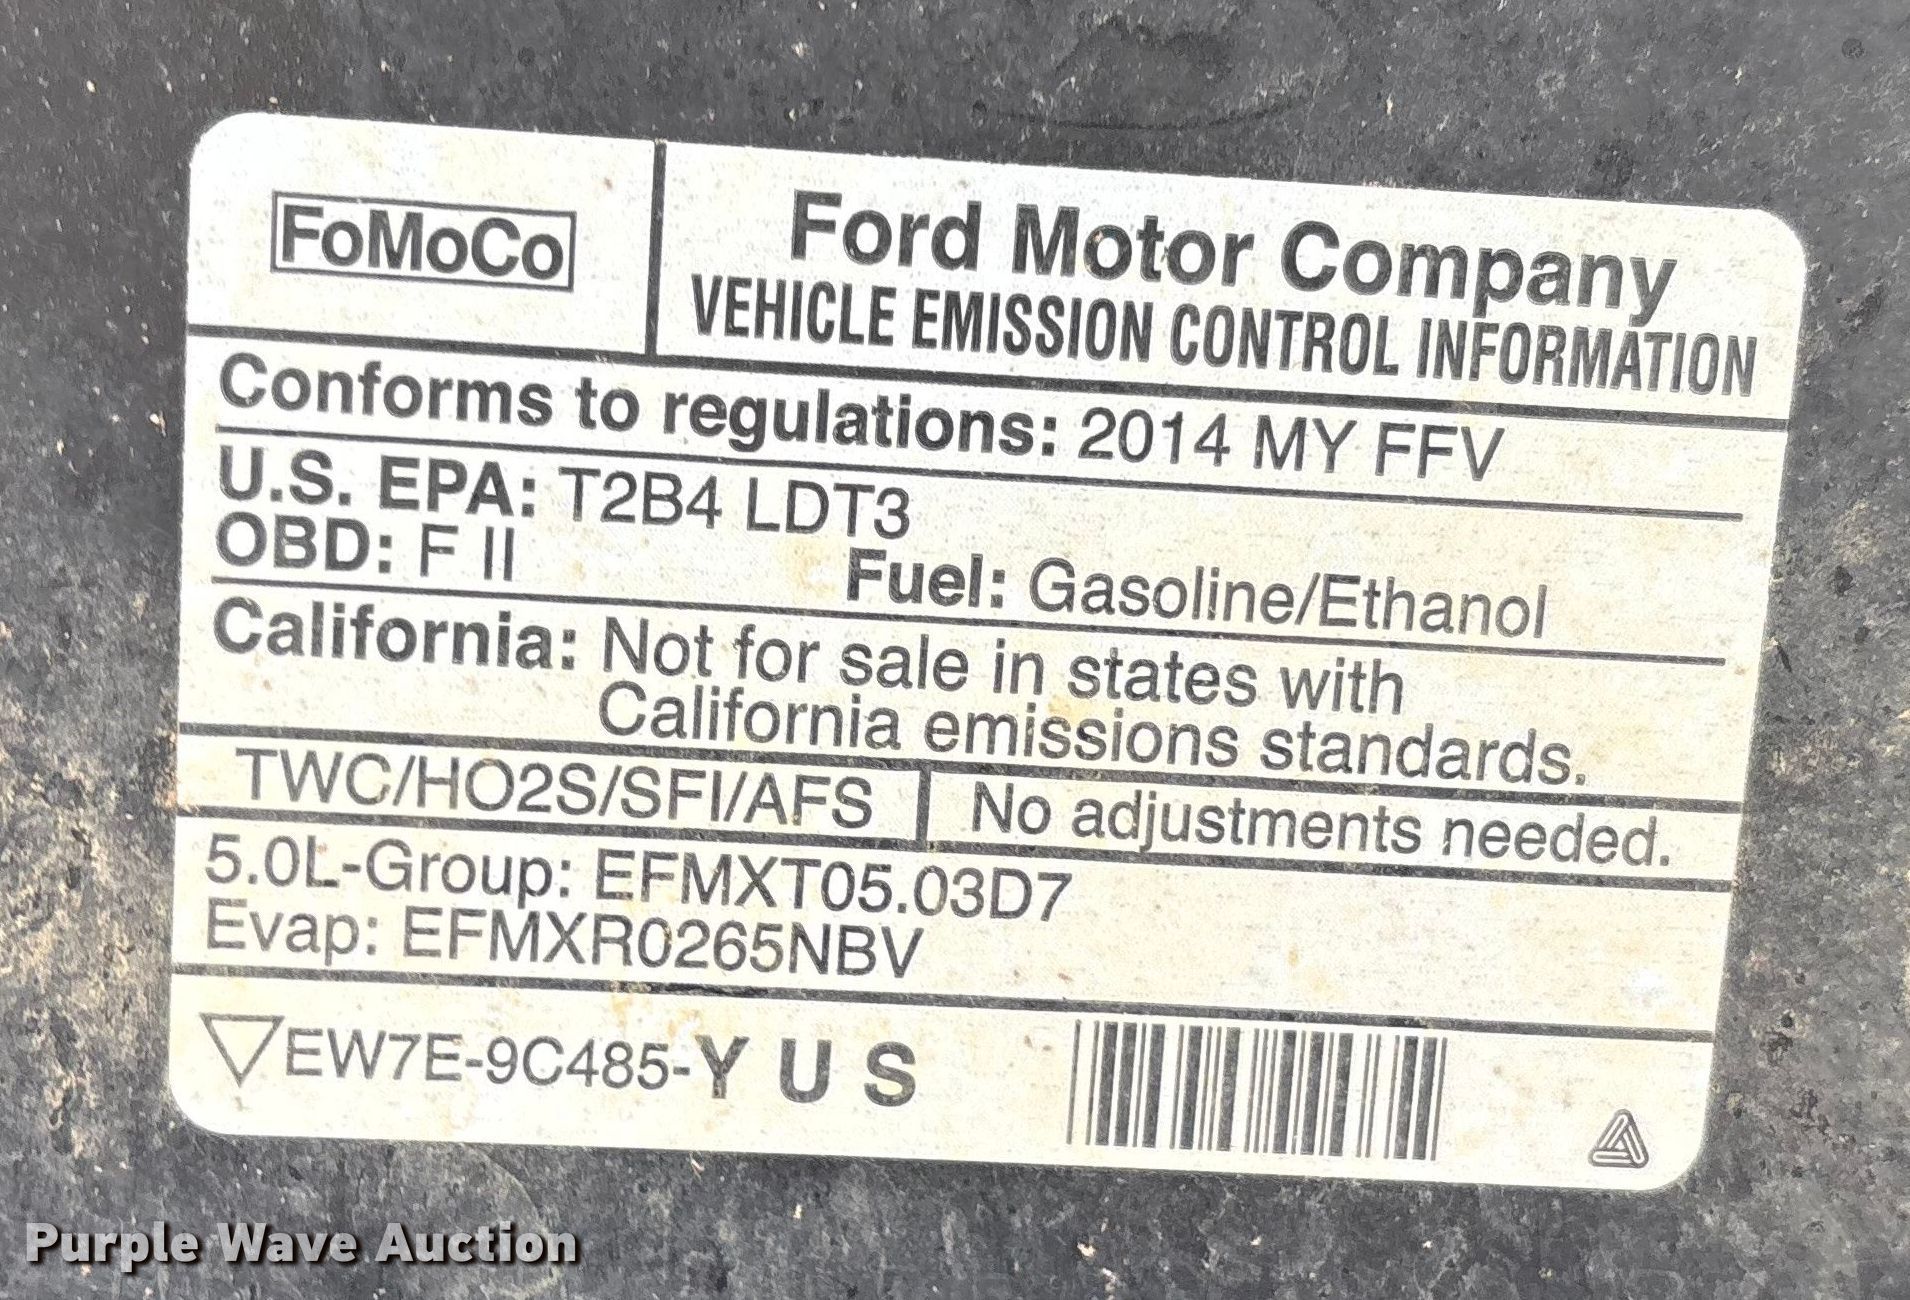 FoMoCo
Ford Motor Company
VEHICLE EMISSION CONTROL INFORMATION
Conforms to regulations: 2014 MY FFV
U.S. EPA: T2B4 LDT3
OBD: F II Fuel: Gasoline/Ethanol
California: Not for sale in states with
California emissions standards.
TWC/HO2S/SFI/AFS No adjustments needed.
5.0L-Group: EFMXT05.03D7
Evap: EFMXR0265NBV
EW7E-9C485-Y U S
Purple Wave Auction